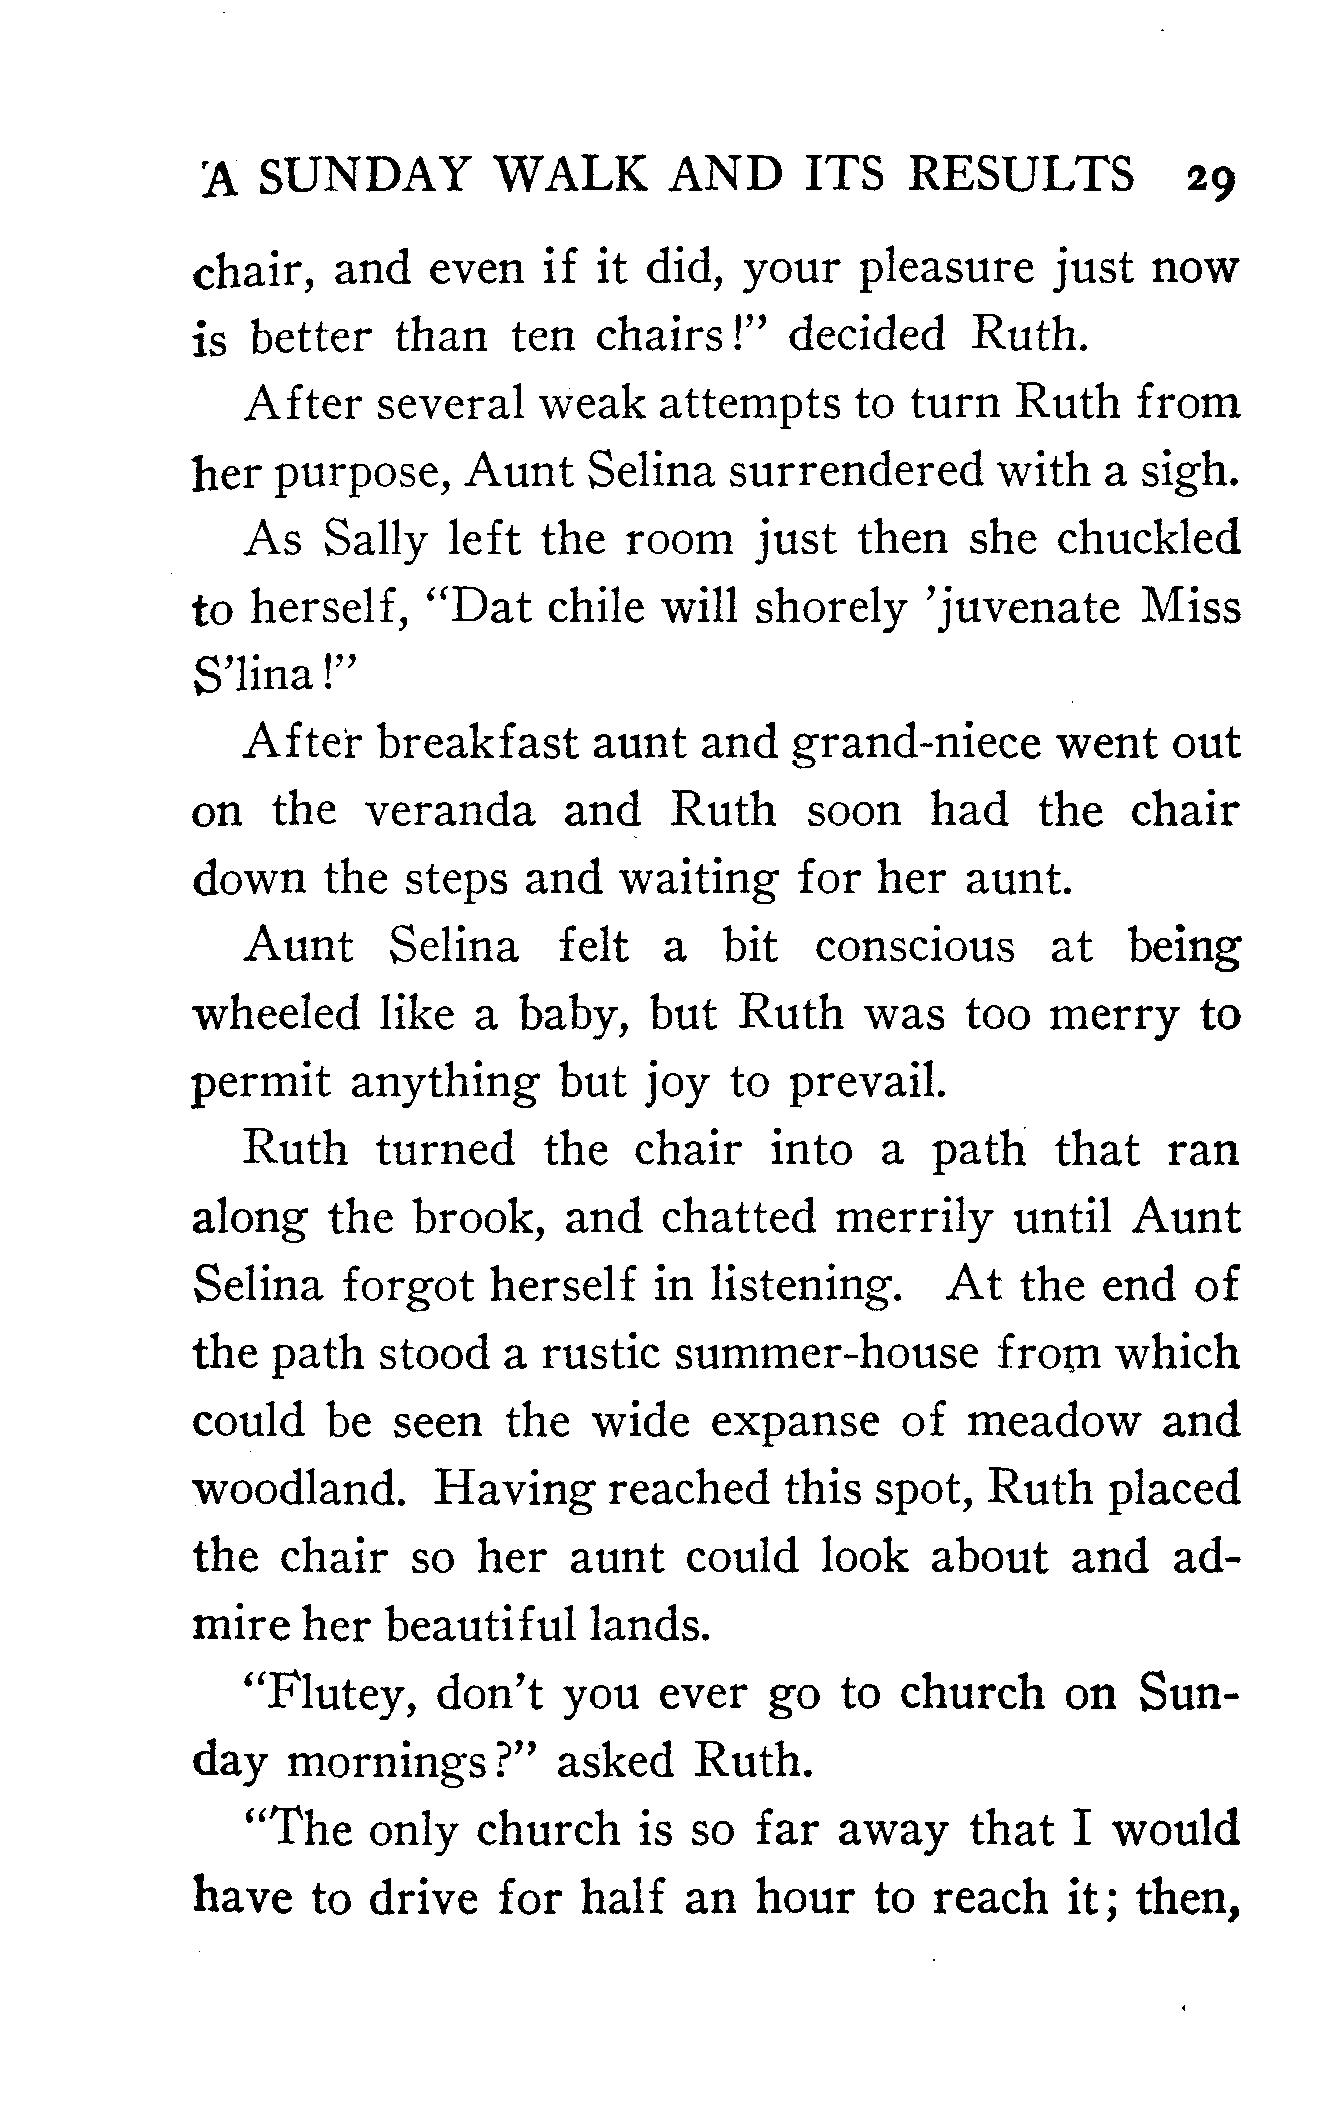 A SUNDAY WALK AND ITS RESULTS 29
chair, and even if it did, your pleasure just now
is better than ten chairs!" decided Ruth.
After several weak attempts to turn Ruth from
her purpose, Aunt Selina surrendered with a sigh.
As Sally left the room just then she chuckled
to herself, "Dat chile will shorely 'juvenate Miss
S'lina!"
After breakfast aunt and grand-niece went out
on the veranda and Ruth soon had the chair
down the steps and waiting for her aunt.
Aunt Selina felt a bit conscious at being
wheeled like a baby, but Ruth was too merry to
permit anything but joy to prevail.
Ruth turned the chair into a path that ran
along the brook, and chatted merrily until Aunt
Selina forgot herself in listening. At the end of
the path stood a rustic summer-house from which
could be seen the wide expanse of meadow and
woodland. Having reached this spot, Ruth placed
the chair so her aunt could look about and ad-
mire her beautiful lands.
"Flutey, don't you ever go to church on Sun-
day mornings?" asked Ruth.
"The only church is so far away that I would
have to drive for half an hour to reach it; then,